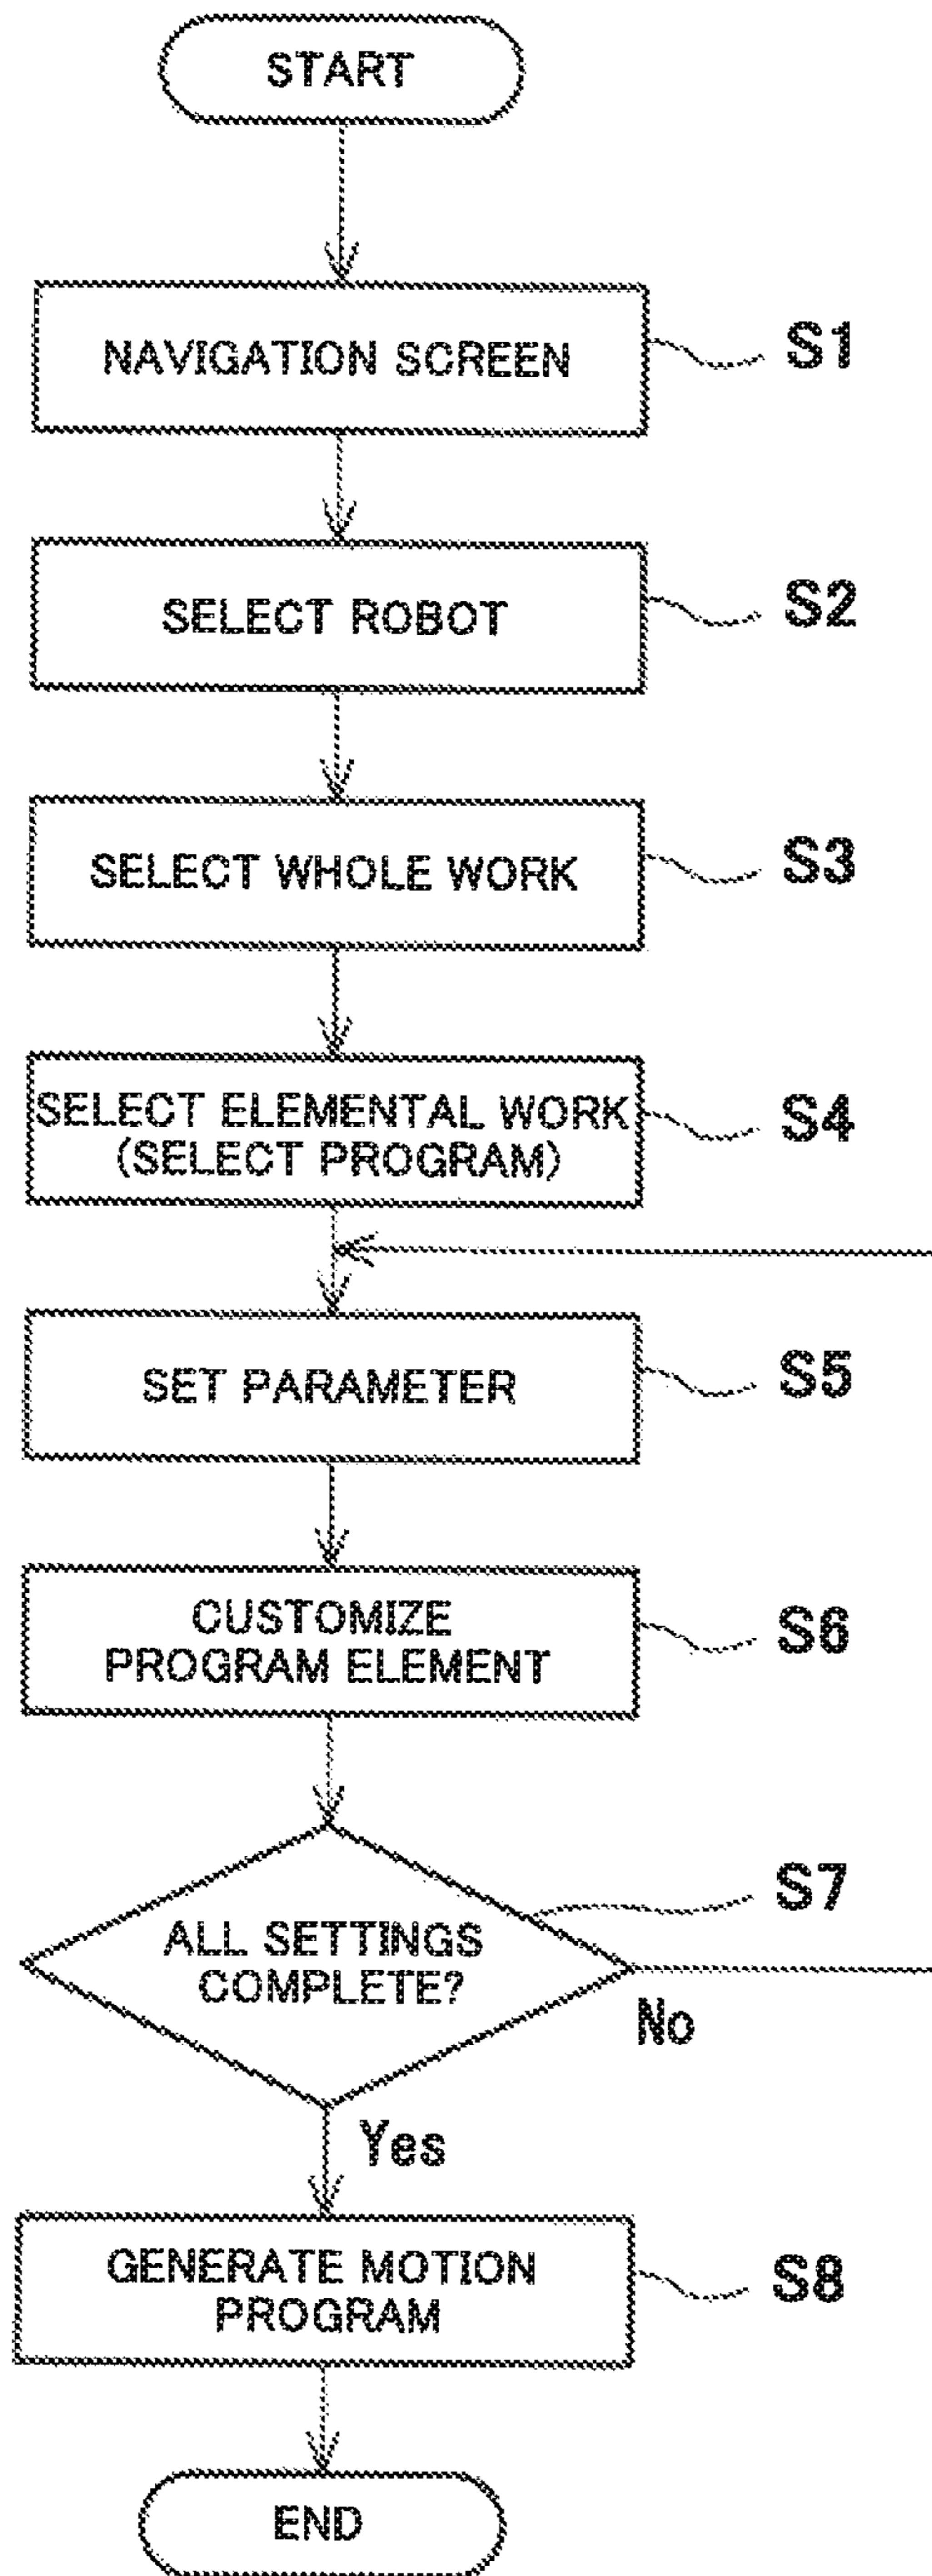 START
NAVIGATION SCREEN
S1
SELECT ROBOT
S2
SELECT WHOLE WORK
S3
SELECT ELEMENTAL WORK
(SELECT PROGRAM)
S4
SET PARAMETER
S5
CUSTOMIZE
PROGRAM ELEMENT
S6
ALL SETTINGS
COMPLETE?
S7
No
Yes
GENERATE MOTION
PROGRAM
S8
END